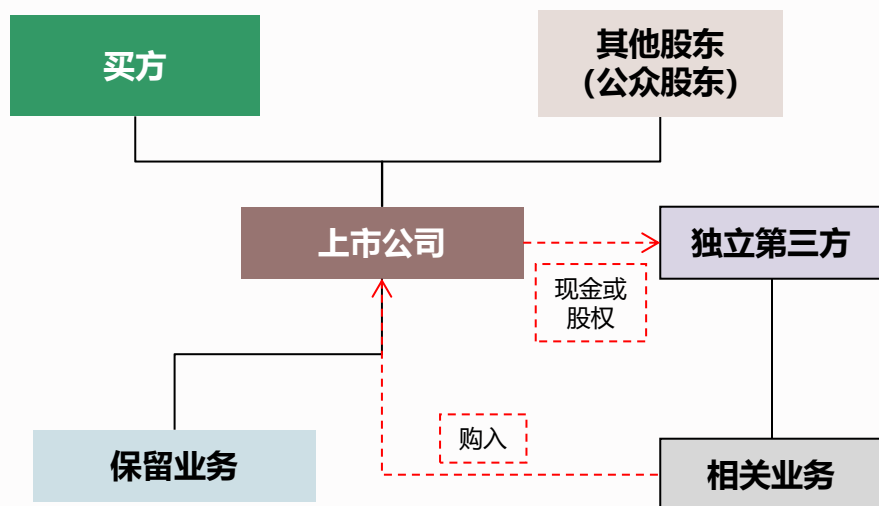 买方
其他股东
（公众股东）
上市公司
独立第三方
现金或
股权
购入
保留业务
相关业务